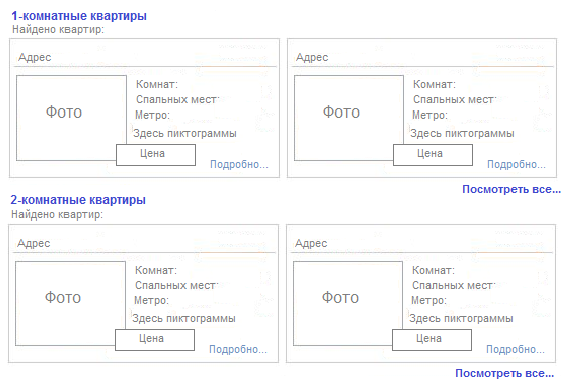 1-комнатные квартиры
Найдено квартир:
Адрес
Фото
Комнат:
Спальных мест:
Метро:
Здесь пиктограммы
Цена
Подробно...
Адрес
Фото
Комнат:
Спальных мест:
Метро:
Здесь пиктограммы
Цена
Подробно...
Посмотреть все...
2-комнатные квартиры
Найдено квартир:
Адрес
Фото
Комнат:
Спальных мест:
Метро:
Здесь пиктограммы
Цена
Подробно...
Адрес
Фото
Комнат:
Спальных мест:
Метро:
Здесь пиктограммы
Цена
Подробно...
Посмотреть все...